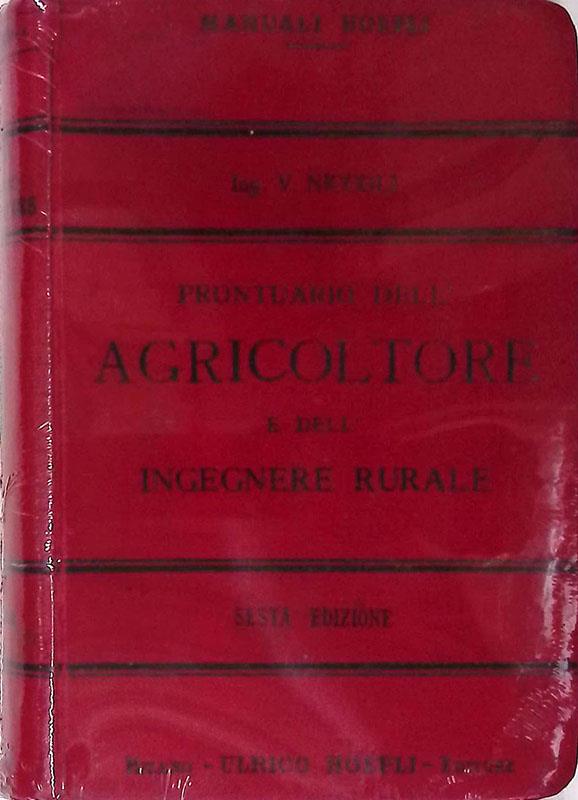 MANUALI HOEPLI
Ing. V. NICCOLI
PRONTUARIO DELL'
AGRICOLTORE
E DELL'
INGEGNERE RURALE
SESTA EDIZIONE
MILANO - ULRICO HOEPLI - EDITORE